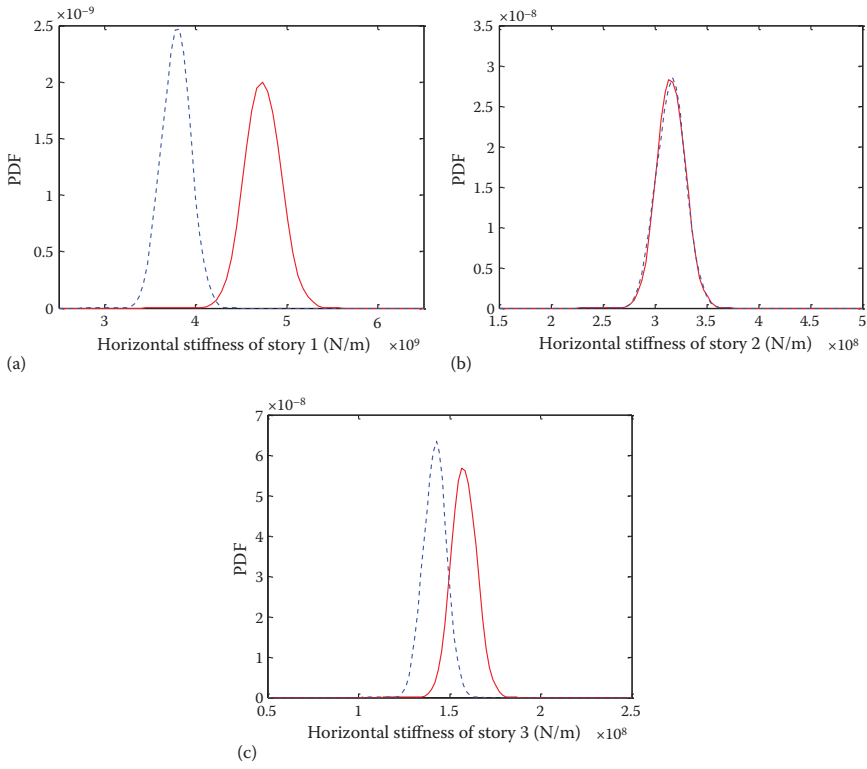 ×10⁻⁹
2.5
2
1.5
1
0.5
0
PDF
3 4 5 6
Horizontal stiffness of story 1 (N/m) ×10⁹
(a)
×10⁻⁸
3.5
3
2.5
2
1.5
1
0.5
0
PDF
1.5 2 2.5 3 3.5 4 4.5 5
Horizontal stiffness of story 2 (N/m) ×10⁸
(b)
×10⁻⁸
7
6
5
4
3
2
1
0
PDF
0.5 1 1.5 2 2.5
Horizontal stiffness of story 3 (N/m) ×10⁸
(c)